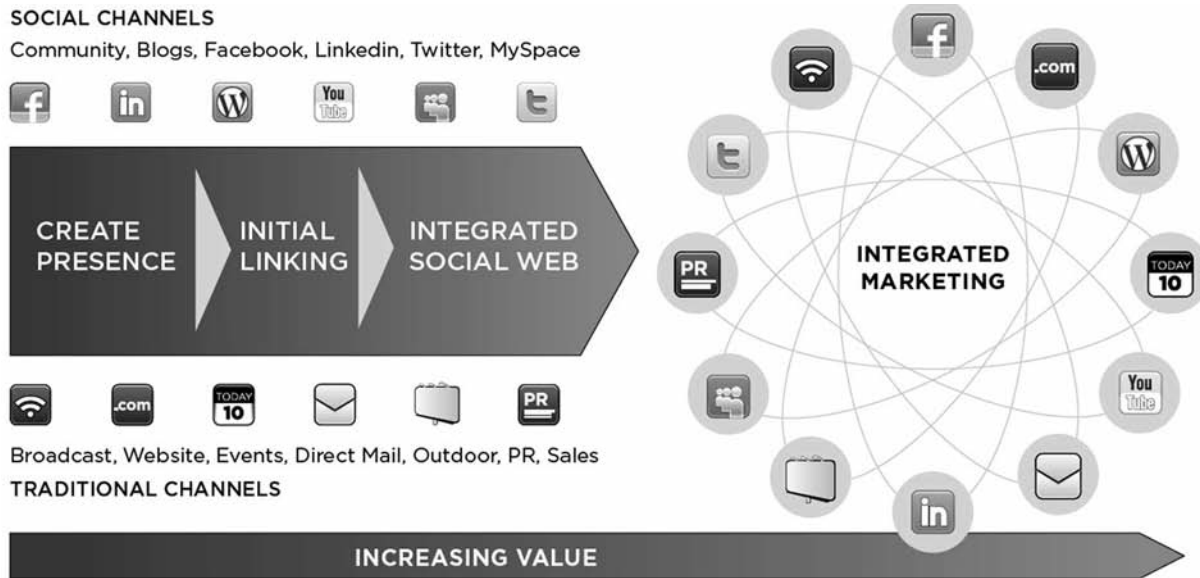 SOCIAL CHANNELS
Community, Blogs, Facebook, Linkedin, Twitter, MySpace
f
in
W
You
Tube
t
CREATE
PRESENCE
INITIAL
LINKING
INTEGRATED
SOCIAL WEB
.com
TODAY
10
PR
Broadcast, Website, Events, Direct Mail, Outdoor, PR, Sales
TRADITIONAL CHANNELS
f
.com
W
TODAY
10
You
Tube
in
PR
t
INTEGRATED
MARKETING
INCREASING VALUE